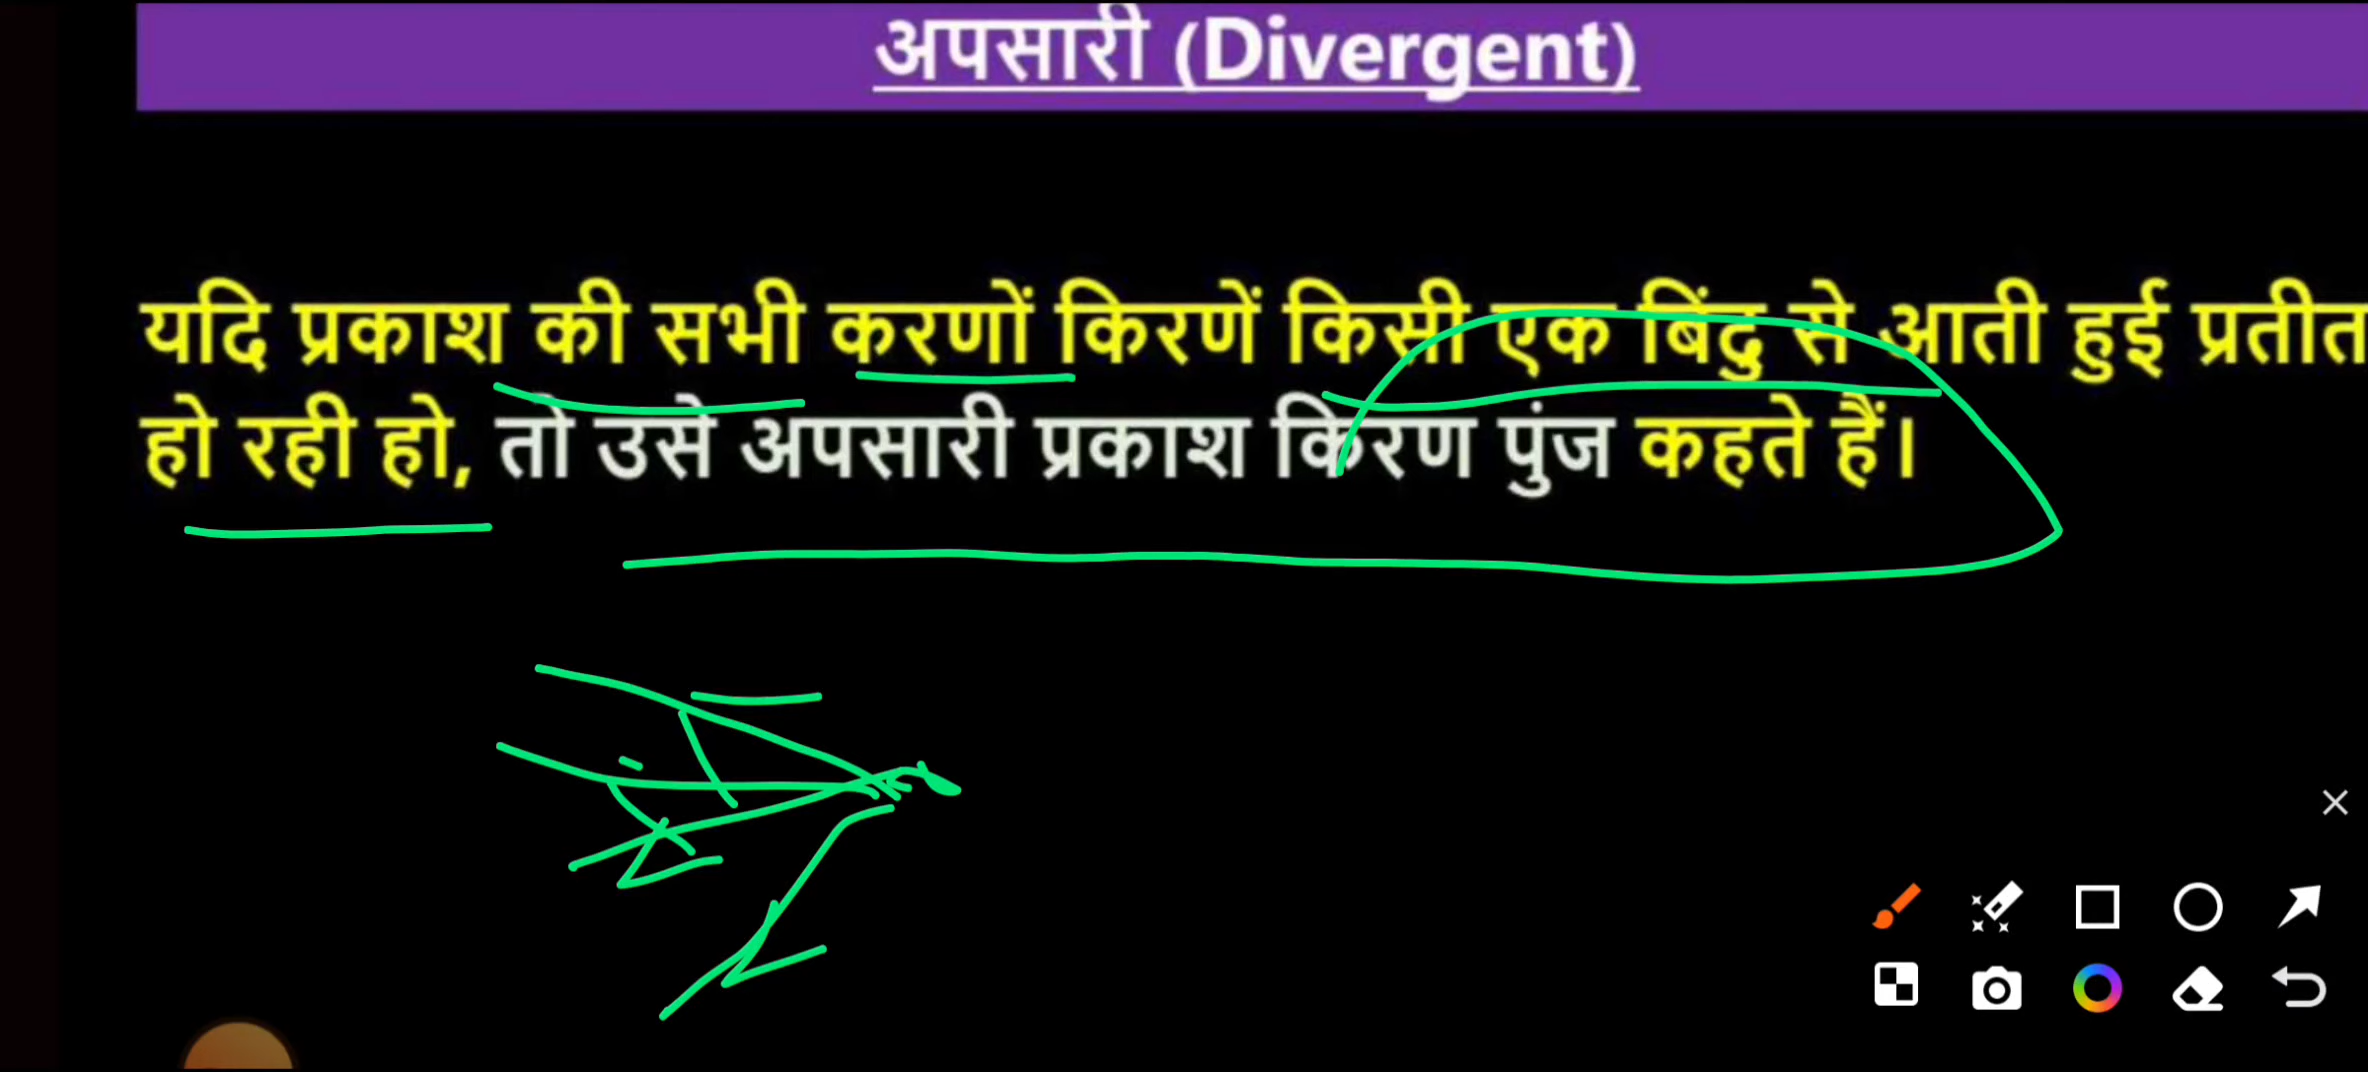 अपसारी (Divergent)
यदि प्रकाश की सभी करणों किरणें किसी एक बिंदु से आती हुई प्रतीत
हो रही हो, तो उसे अपसारी प्रकाश किरण पुंज कहते हैं।